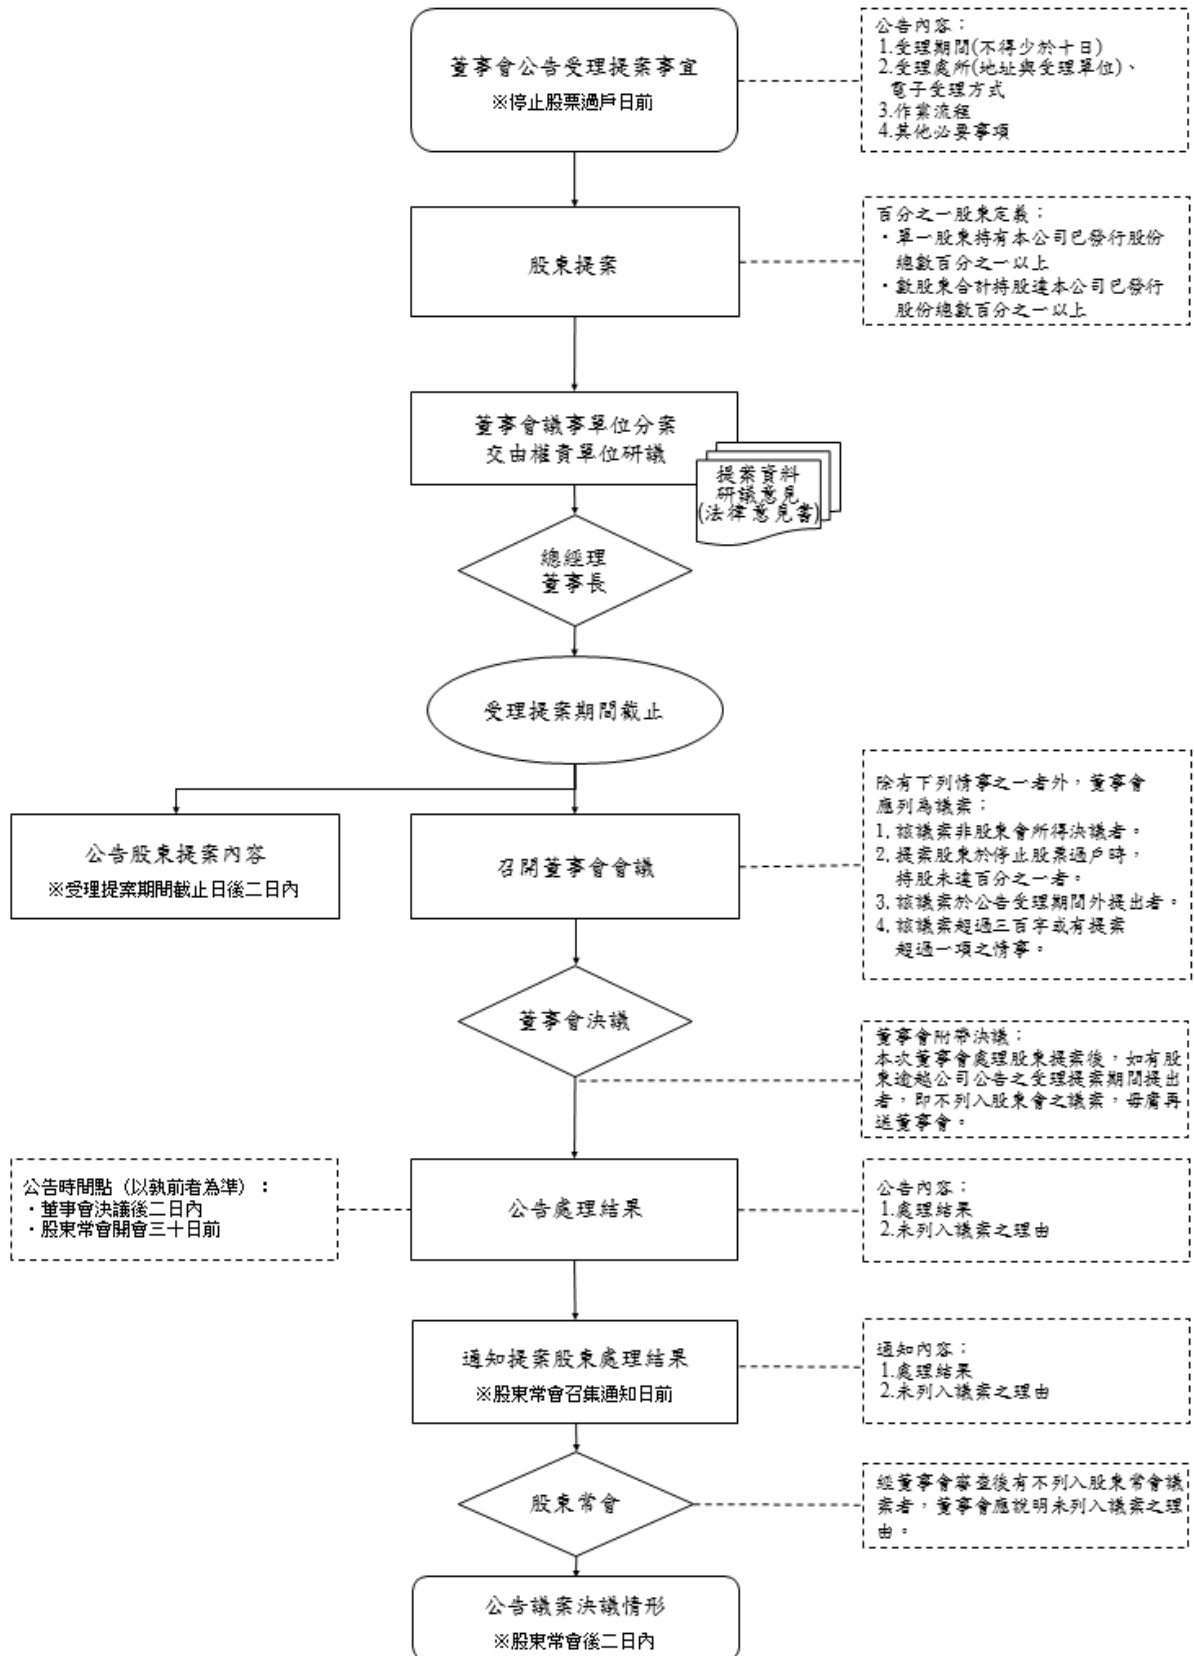 董事會公告受理提案事宜
※停止股票過戶日前
公告內容：
1.受理期間(不得少於十日)
2.受理處所(地址與受理單位)、
電子受理方式
3.作業流程
4.其他必要事項
股東提案
百分之一股東定義：
・單一股東持有本公司已發行股份
總數百分之一以上
・數股東合計持股達本公司已發行
股份總數百分之一以上
董事會議事單位分案
交由權責單位研議
提案資料
研議意見
(法律意見書)
總經理
董事長
受理提案期間截止
公告股東提案內容
※受理提案期間截止日後二日內
召開董事會會議
除有下列情事之一者外，董事會
應列為議案：
1. 該議案非股東會所得決議者。
2. 提案股東於停止股票過戶時，
持股未達百分之一者。
3. 該議案於公告受理期間外提出者。
4. 該議案超過三百字或有提案
超過一項之情事。
董事會決議
董事會附帶決議：
本次董事會處理股東提案後，如有股
東逾越公司公告之受理提案期間提出
者，即不列入股東會之議案，毋庸再
送董事會。
公告時間點（以孰前者為準）：
・董事會決議後二日內
・股東常會開會三十日前
公告處理結果
公告內容：
1.處理結果
2.未列入議案之理由
通知提案股東處理結果
※股東常會召集通知日前
通知內容：
1.處理結果
2.未列入議案之理由
股東常會
經董事會審查後有不列入股東常會議
案者，董事會應說明未列入議案之理
由。
公告議案決議情形
※股東常會後二日內